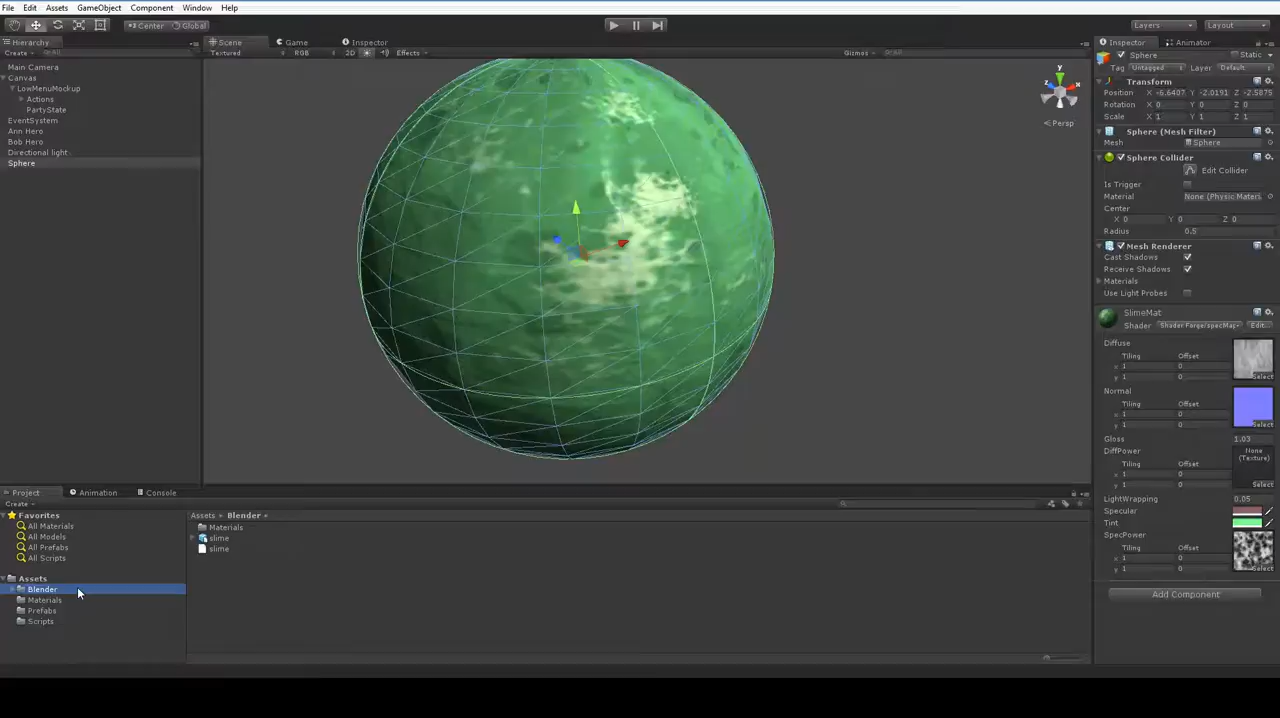 File Edit Assets GameObject Component Window Help
Center Global
Layers Layout
Hierarchy
Create
Main Camera
Canvas
LowMenuMockup
Actions
PartyState
EventSystem
Ann Hero
Bob Hero
Directional light
Sphere
Scene Game Inspector
Textured RGB 2D Effects Gizmos
y
x
z
Persp
Inspector Animator
Sphere Static
Tag Untagged Layer Default
Transform
Position X -6.6407 Y -2.0191 Z -2.5875
Rotation X 0 Y 0 Z 0
Scale X 1 Y 1 Z 1
Sphere (Mesh Filter)
Mesh Sphere
Sphere Collider
Edit Collider
Is Trigger
Material None (Physic Materi
Center
X 0 Y 0 Z 0
Radius 0.5
Mesh Renderer
Cast Shadows
Receive Shadows
Materials
Use Light Probes
SlimeMat
Shader Shader Forge/specMap Edit...
Diffuse
Tiling Offset
x 1 0
y 1 0
Select
Normal
Tiling Offset
x 1 0
y 1 0
Select
Gloss 1.03
DiffPower
None
(Texture)
Tiling Offset
x 1 0
y 1 0
Select
LightWrapping 0.05
Specular
Tint
SpecPower
Tiling Offset
x 1 0
y 1 0
Select
Add Component
Project Animation Console
Create
Favorites
All Materials
All Models
All Prefabs
All Scripts
Assets
Blender
Materials
Prefabs
Scripts
Assets Blender
Materials
slime
slime